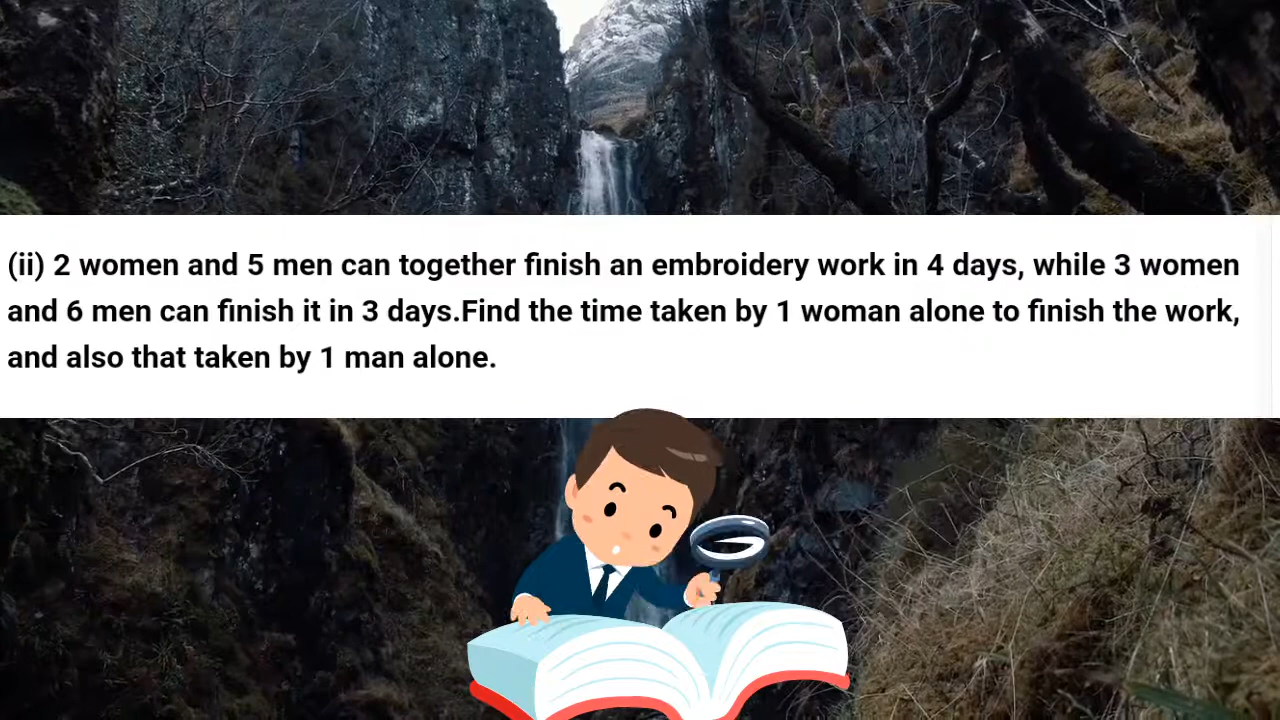 (ii) 2 women and 5 men can together finish an embroidery work in 4 days, while 3 women
and 6 men can finish it in 3 days.Find the time taken by 1 woman alone to finish the work,
and also that taken by 1 man alone.